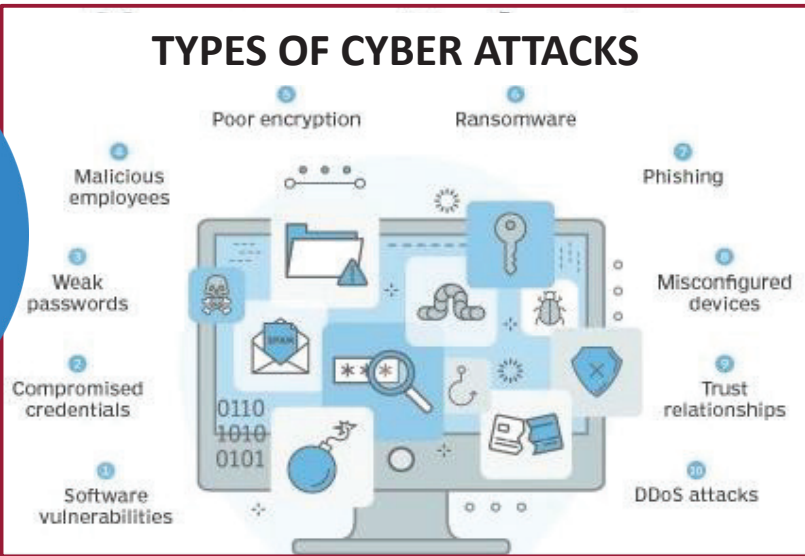 TYPES OF CYBER ATTACKS
5
Poor encryption
6
Ransomware
4
Malicious
employees
7
Phishing
3
Weak
passwords
8
Misconfigured
devices
2
Compromised
credentials
9
Trust
relationships
1
Software
vulnerabilities
10
DDoS attacks
SPAM
***
0110
1010
0101